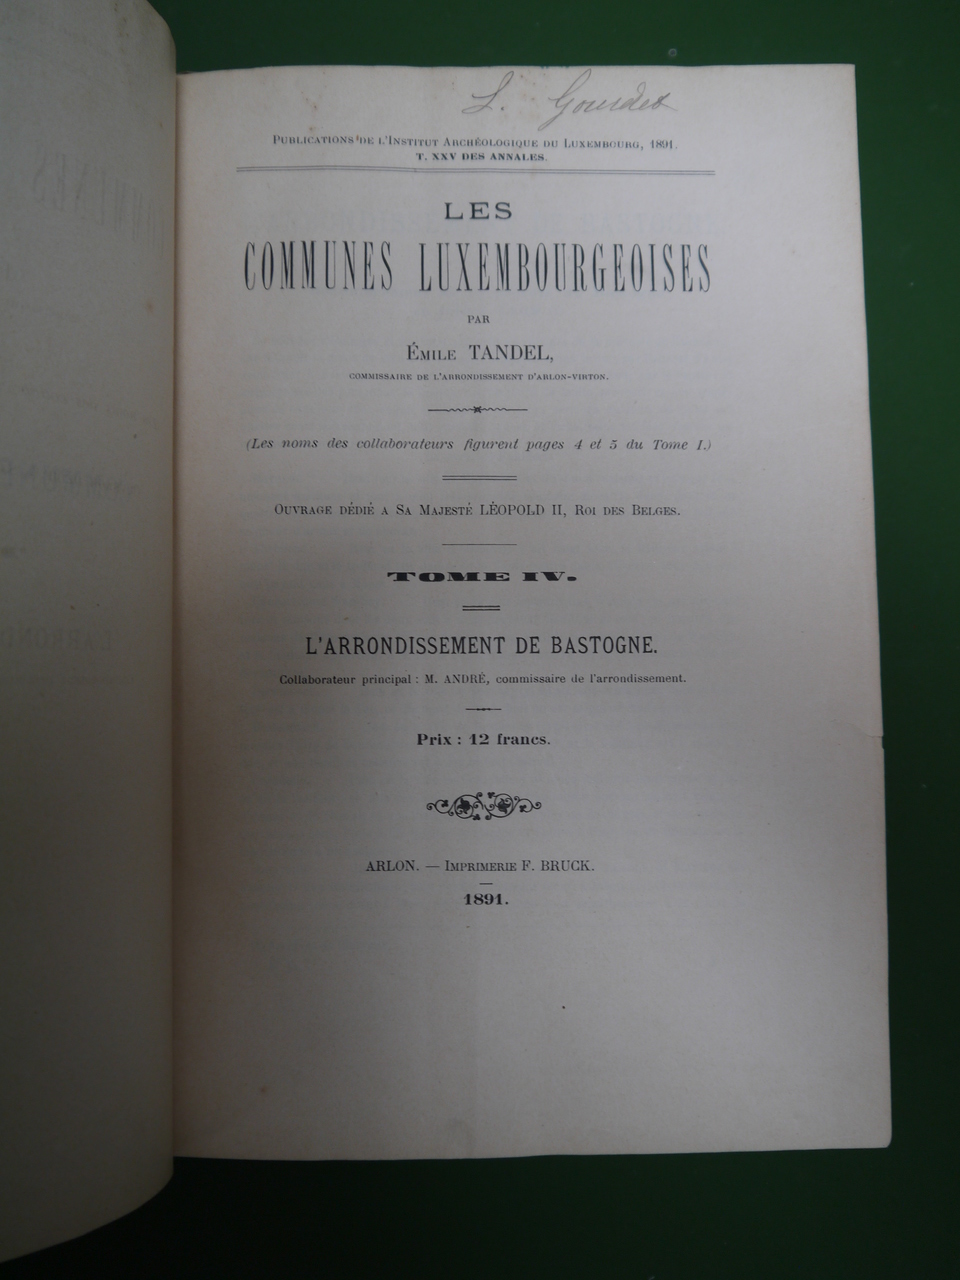 L. Gourdet
PUBLICATIONS DE L'INSTITUT ARCHÉOLOGIQUE DU LUXEMBOURG, 1891.
T. XXV DES ANNALES.
LES
COMMUNES LUXEMBOURGEOISES
PAR
ÉMILE TANDEL,
COMMISSAIRE DE L'ARRONDISSEMENT D'ARLON-VIRTON.
(Les noms des collaborateurs figurent pages 4 et 5 du Tome I.)
OUVRAGE DÉDIÉ A SA MAJESTÉ LÉOPOLD II, ROI DES BELGES.
TOME IV.
L'ARRONDISSEMENT DE BASTOGNE.
Collaborateur principal : M. ANDRÉ, commissaire de l'arrondissement.
Prix : 12 francs.
ARLON. — IMPRIMERIE F. BRUCK.
1891.